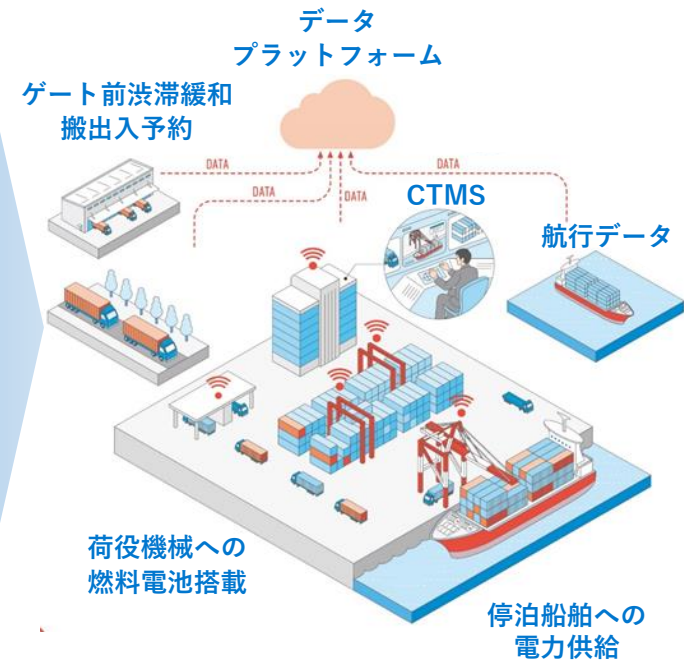 データ
プラットフォーム
ゲート前渋滞緩和
搬出入予約
DATA
DATA
DATA
DATA
CTMS
航行データ
荷役機械への
燃料電池搭載
停泊船舶への
電力供給